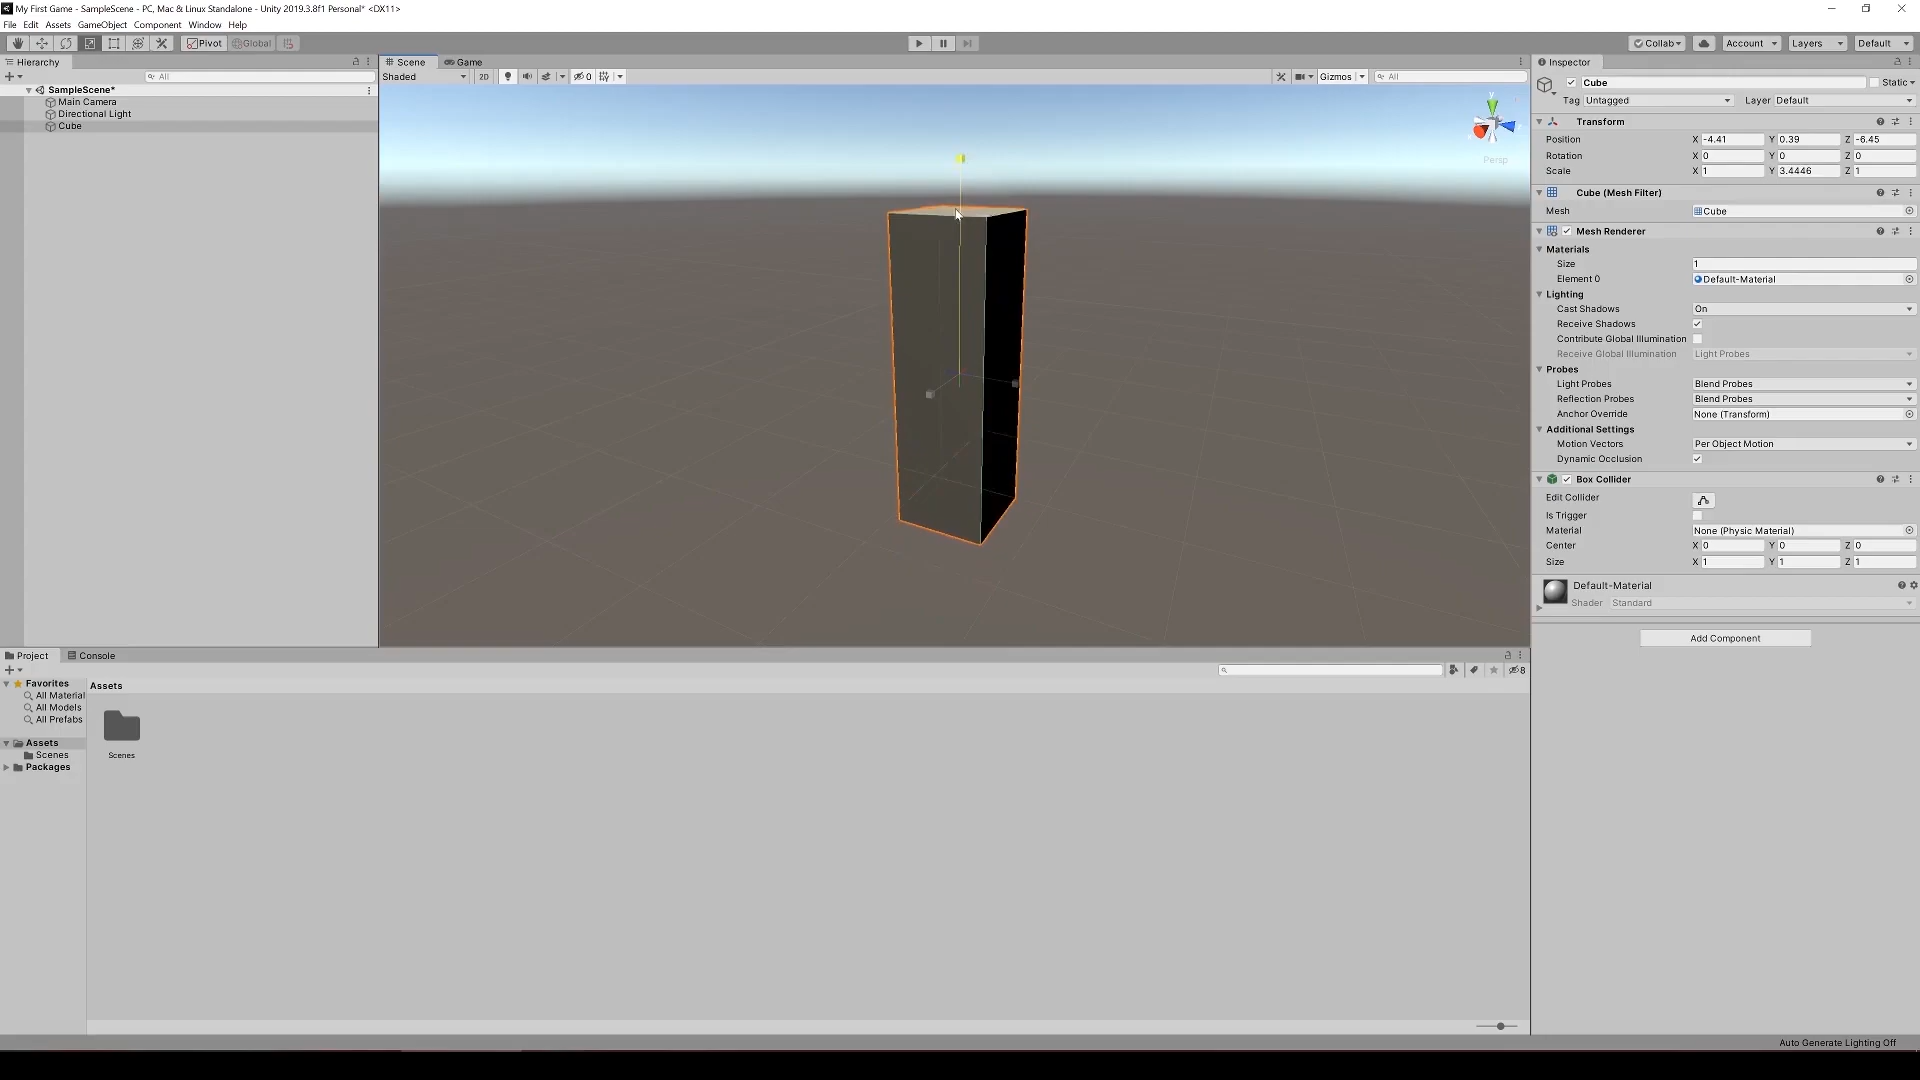 My First Game - SampleScene - PC, Mac & Linux Standalone - Unity 2019.3.8f1 Personal* <DX11>
File Edit Assets GameObject Component Window Help
Pivot Global Collab Account Layers Default
Hierarchy
All
SampleScene*
Main Camera
Directional Light
Cube
Scene Game
Shaded 2D 0 Gizmos All
y
Persp
Inspector
Cube Static
Tag Untagged Layer Default
Transform
Position X -4.41 Y 0.39 Z -6.45
Rotation X 0 Y 0 Z 0
Scale X 1 Y 3.4446 Z 1
Cube (Mesh Filter)
Mesh Cube
Mesh Renderer
Materials
Size 1
Element 0 Default-Material
Lighting
Cast Shadows On
Receive Shadows
Contribute Global Illumination
Receive Global Illumination Light Probes
Probes
Light Probes Blend Probes
Reflection Probes Blend Probes
Anchor Override None (Transform)
Additional Settings
Motion Vectors Per Object Motion
Dynamic Occlusion
Box Collider
Edit Collider
Is Trigger
Material None (Physic Material)
Center X 0 Y 0 Z 0
Size X 1 Y 1 Z 1
Default-Material
Shader Standard
Add Component
Project Console
8
Favorites
All Material
All Models
All Prefabs
Assets
Scenes
Packages
Assets
Scenes
Auto Generate Lighting Off